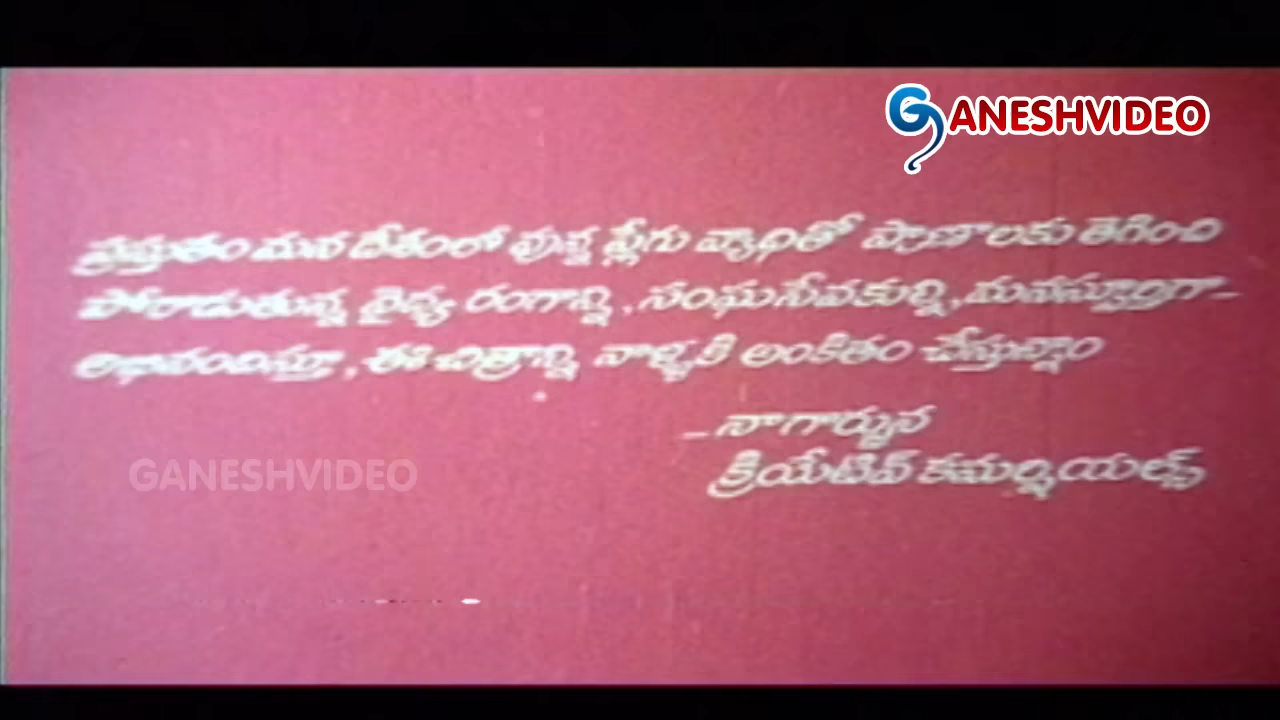 GANESHVIDEO
ప్రస్తుతం మన దేశంలో వున్న ప్లేగు వ్యాధితో ప్రాణాలకు తెగించి
పోరాడుతున్న వైద్య రంగాన్ని, సంఘసేవకుల్ని, మనస్ఫూర్తిగా -
అభినందిస్తూ, ఈ చిత్రాన్ని వాళ్ళకి అంకితం చేస్తున్నాం
- నాగార్జున
GANESHVIDEO
క్రియేటివ్ కమర్షియల్స్